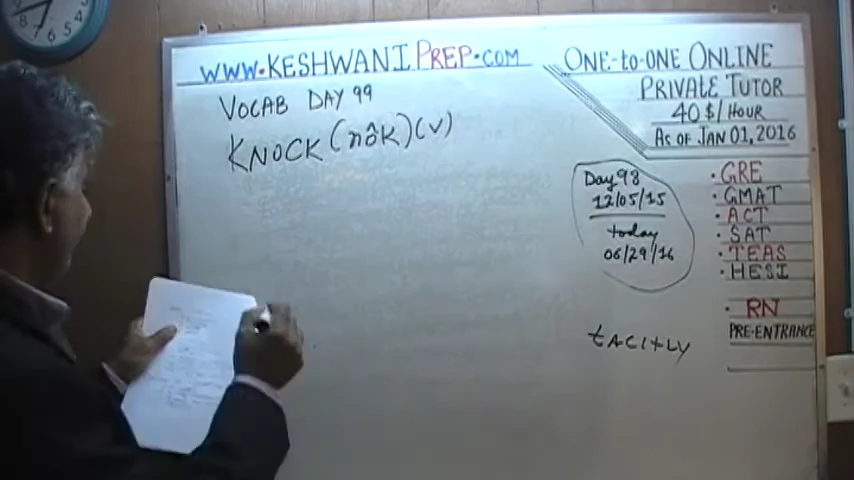 WWW.KESHWANIPREP.COM
VOCAB DAY 99
KNOCK (nôk) (v)
ONE-to-ONE ONLINE
PRIVATE TUTOR
40 $/HOUR
AS OF JAN 01, 2016
Day 98
12/05/15
today
06/29/16
tACItLY
• GRE
• GMAT
• ACT
• SAT
• TEAS
• HESI
• RN
PRE-ENTRANCE